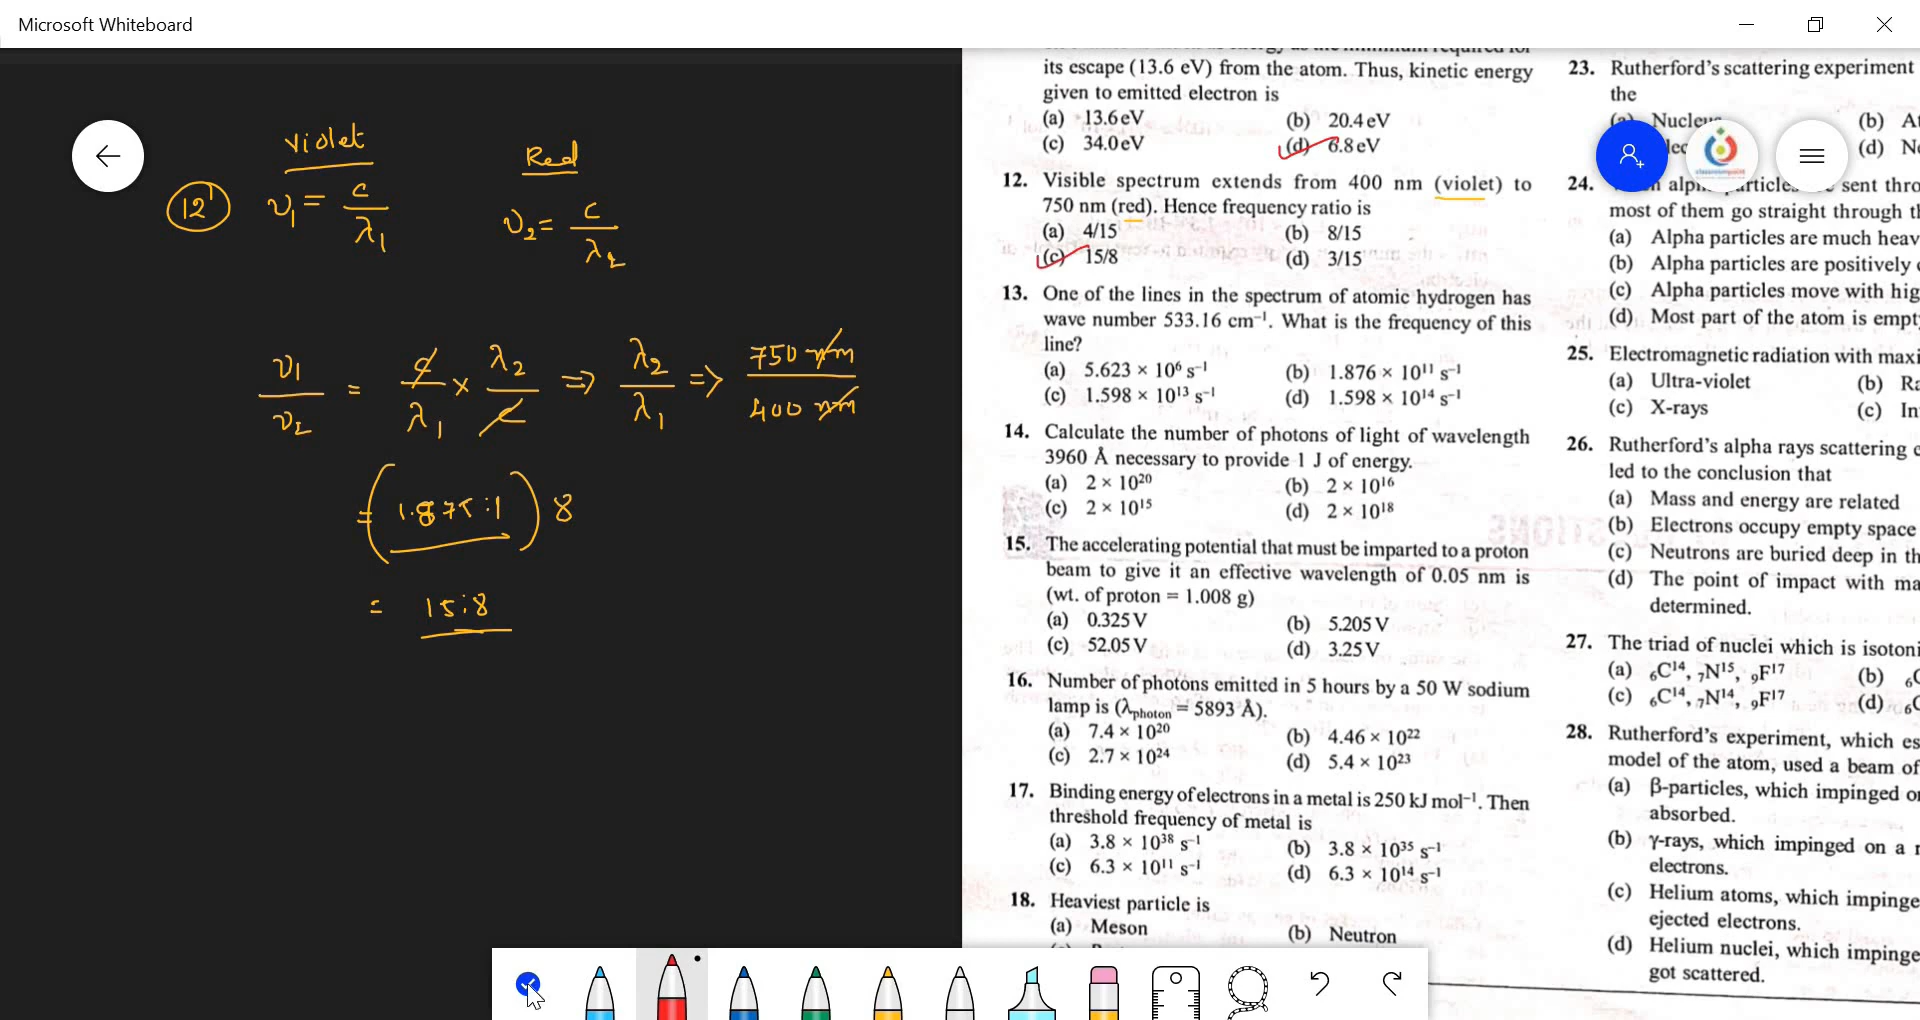 Microsoft Whiteboard
Violet
Red
12
ν₁ = c/λ₁
ν₂ = c/λ₂
ν₁/ν₂ = c/λ₁ × λ₂/c ⇒ λ₂/λ₁ ⇒ 750 nm/400 nm
= (1.875 : 1) 8
= 15:8
its escape (13.6 eV) from the atom. Thus, kinetic energy
given to emitted electron is
(a) 13.6 eV (b) 20.4 eV
(c) 34.0 eV (d) 6.8 eV
12. Visible spectrum extends from 400 nm (violet) to
750 nm (red). Hence frequency ratio is
(a) 4/15 (b) 8/15
(c) 15/8 (d) 3/15
13. One of the lines in the spectrum of atomic hydrogen has
wave number 533.16 cm⁻¹. What is the frequency of this
line?
(a) 5.623 × 10⁶ s⁻¹ (b) 1.876 × 10¹¹ s⁻¹
(c) 1.598 × 10¹³ s⁻¹ (d) 1.598 × 10¹⁴ s⁻¹
14. Calculate the number of photons of light of wavelength
3960 Å necessary to provide 1 J of energy.
(a) 2 × 10²⁰ (b) 2 × 10¹⁶
(c) 2 × 10¹⁵ (d) 2 × 10¹⁸
15. The accelerating potential that must be imparted to a proton
beam to give it an effective wavelength of 0.05 nm is
(wt. of proton = 1.008 g)
(a) 0.325 V (b) 5.205 V
(c) 52.05 V (d) 3.25 V
16. Number of photons emitted in 5 hours by a 50 W sodium
lamp is (λphoton = 5893 Å).
(a) 7.4 × 10²⁰ (b) 4.46 × 10²²
(c) 2.7 × 10²⁴ (d) 5.4 × 10²³
17. Binding energy of electrons in a metal is 250 kJ mol⁻¹. Then
threshold frequency of metal is
(a) 3.8 × 10³⁸ s⁻¹ (b) 3.8 × 10³⁵ s⁻¹
(c) 6.3 × 10¹¹ s⁻¹ (d) 6.3 × 10¹⁴ s⁻¹
18. Heaviest particle is
(a) Meson (b) Neutron
23. Rutherford's scattering experiment
the
(a) Nucleus (b)
(d)
24. sent
most of them go straight through
(a) Alpha particles are much
(b) Alpha particles are positively
(c) Alpha particles move with
(d) Most part of the atom is
25. Electromagnetic radiation with
(a) Ultra-violet (b)
(c) X-rays (c)
26. Rutherford's alpha rays scattering
led to the conclusion that
(a) Mass and energy are related
(b) Electrons occupy empty space
(c) Neutrons are buried deep in
(d) The point of impact with
determined.
27. The triad of nuclei which is
(a) ₆C¹⁴, ₇N¹⁵, ₉F¹⁷ (b)
(c) ₆C¹⁴, ₇N¹⁴, ₉F¹⁷ (d)
28. Rutherford's experiment, which
model of the atom, used a beam of
(a) β-particles, which impinged
absorbed.
(b) γ-rays, which impinged on a
electrons.
(c) Helium atoms, which
ejected electrons.
(d) Helium nuclei, which
got scattered.